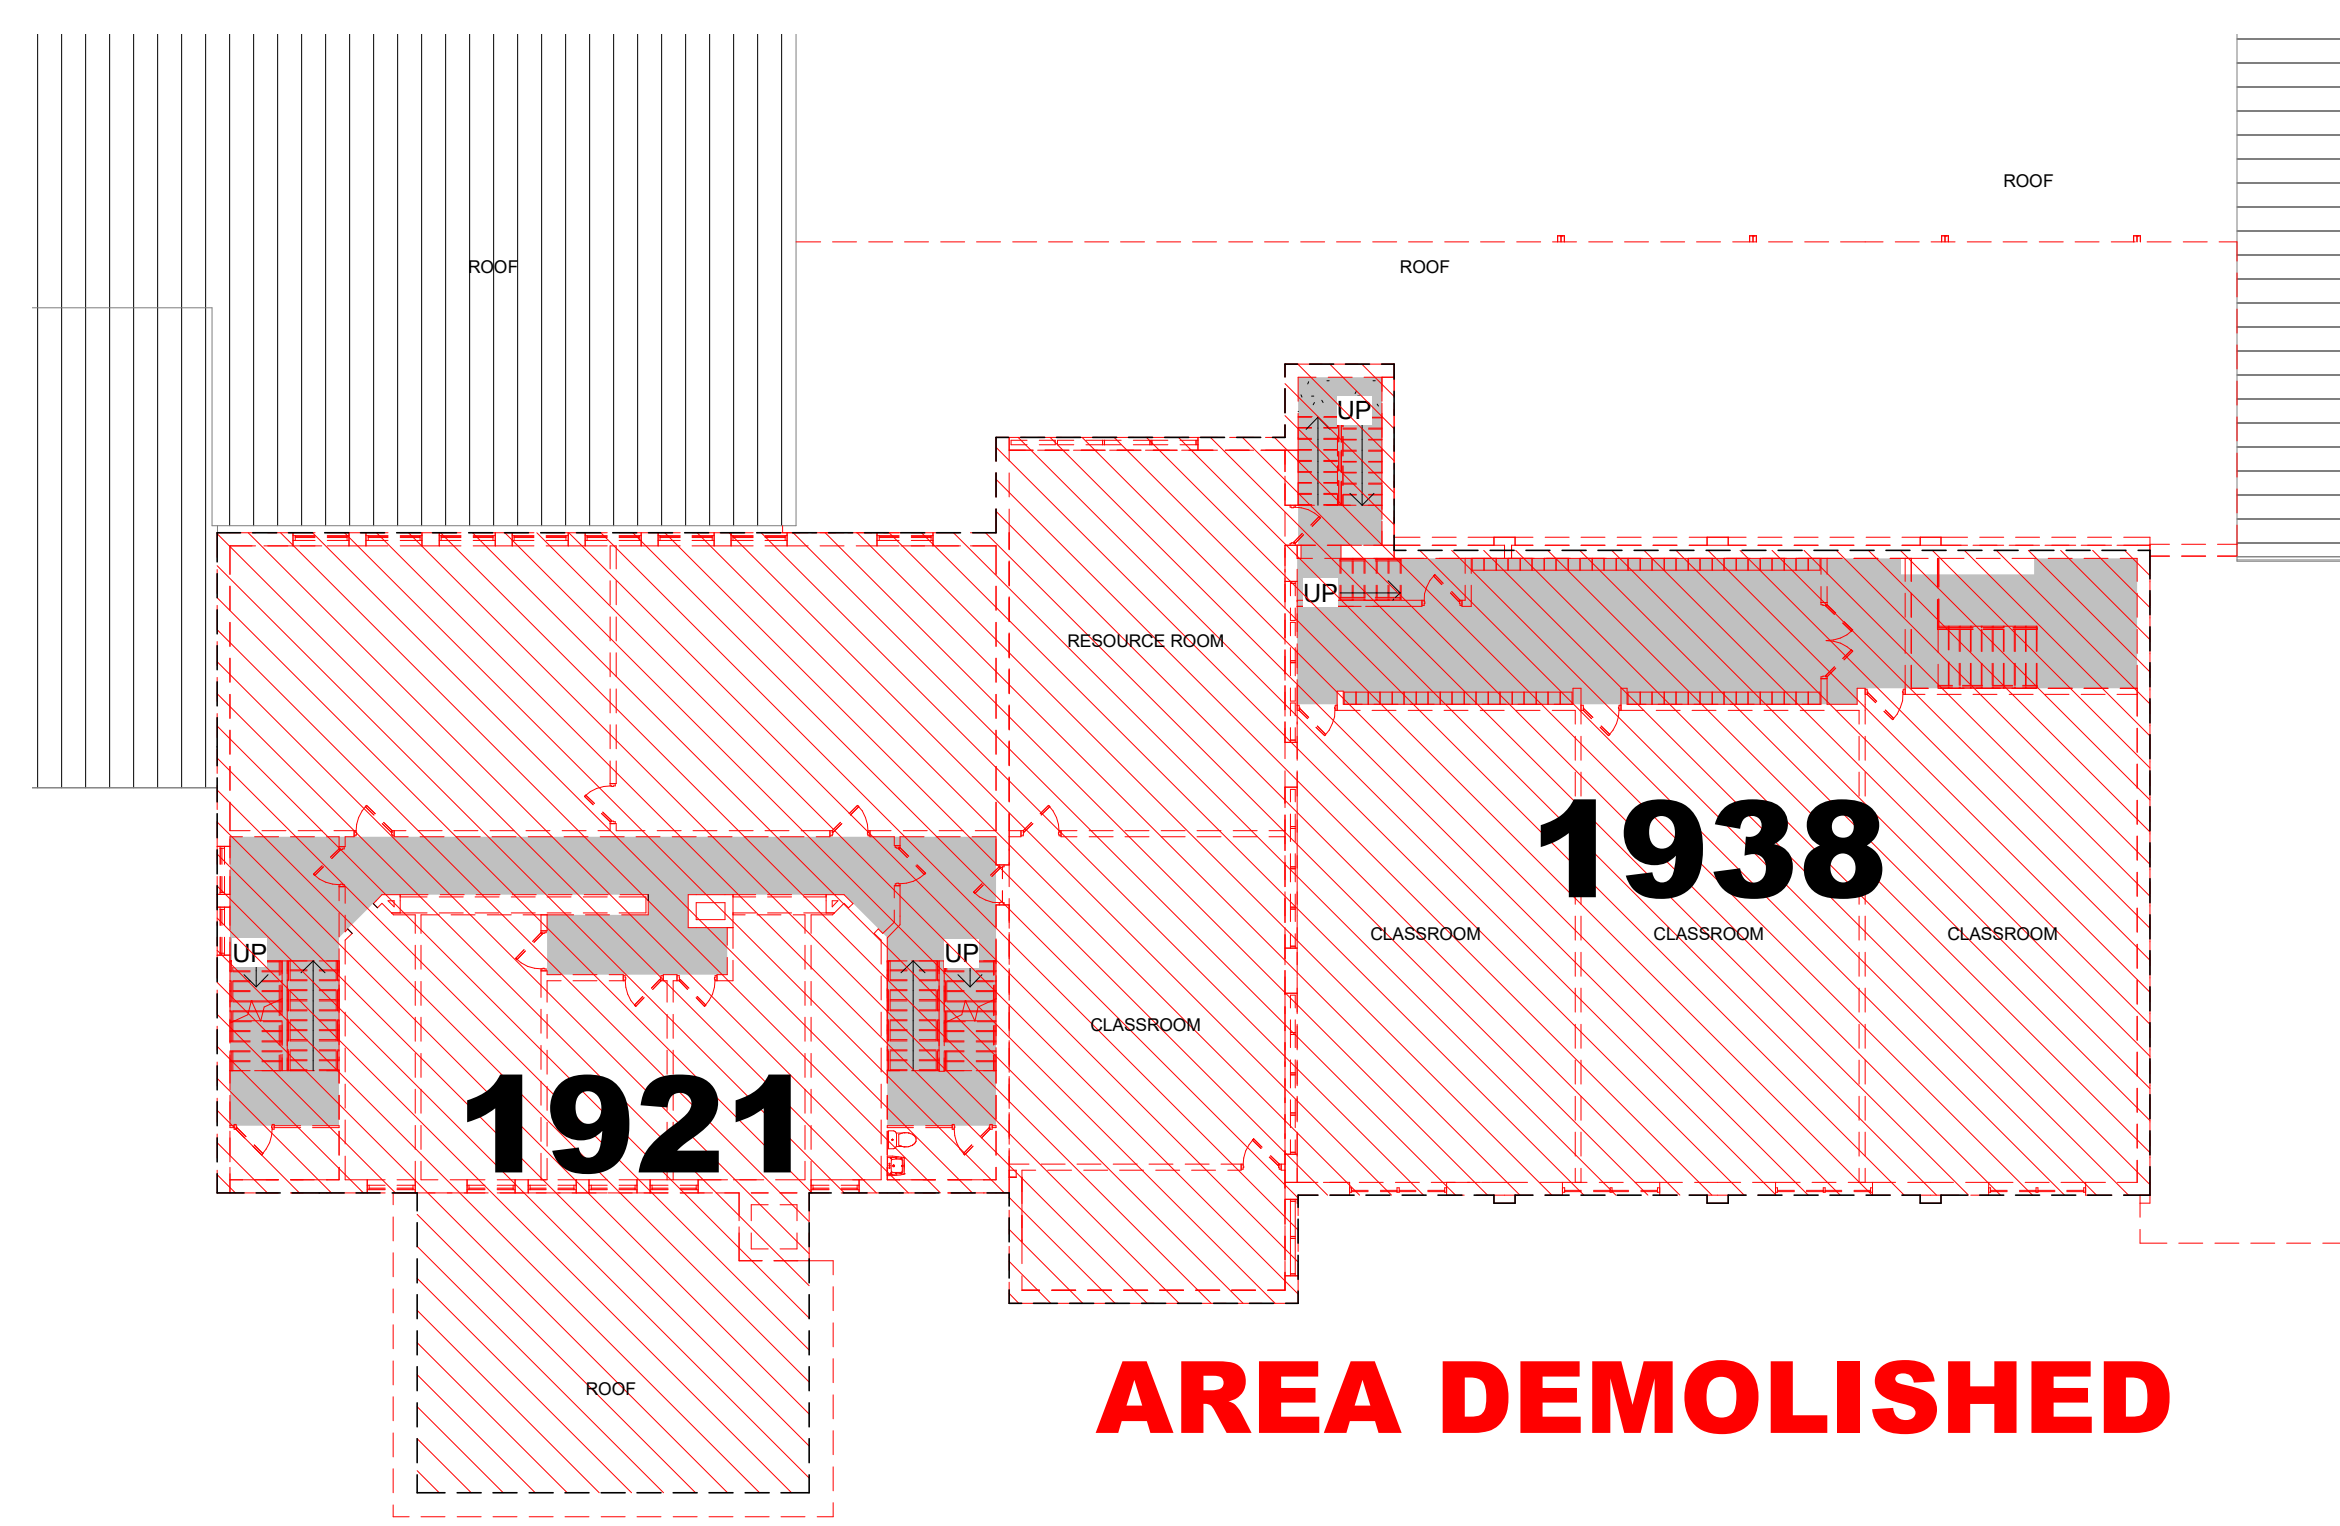 ROOF
ROOF
ROOF
UP
UP
RESOURCE ROOM
1938
CLASSROOM
CLASSROOM
CLASSROOM
UP
UP
CLASSROOM
1921
ROOF
AREA DEMOLISHED